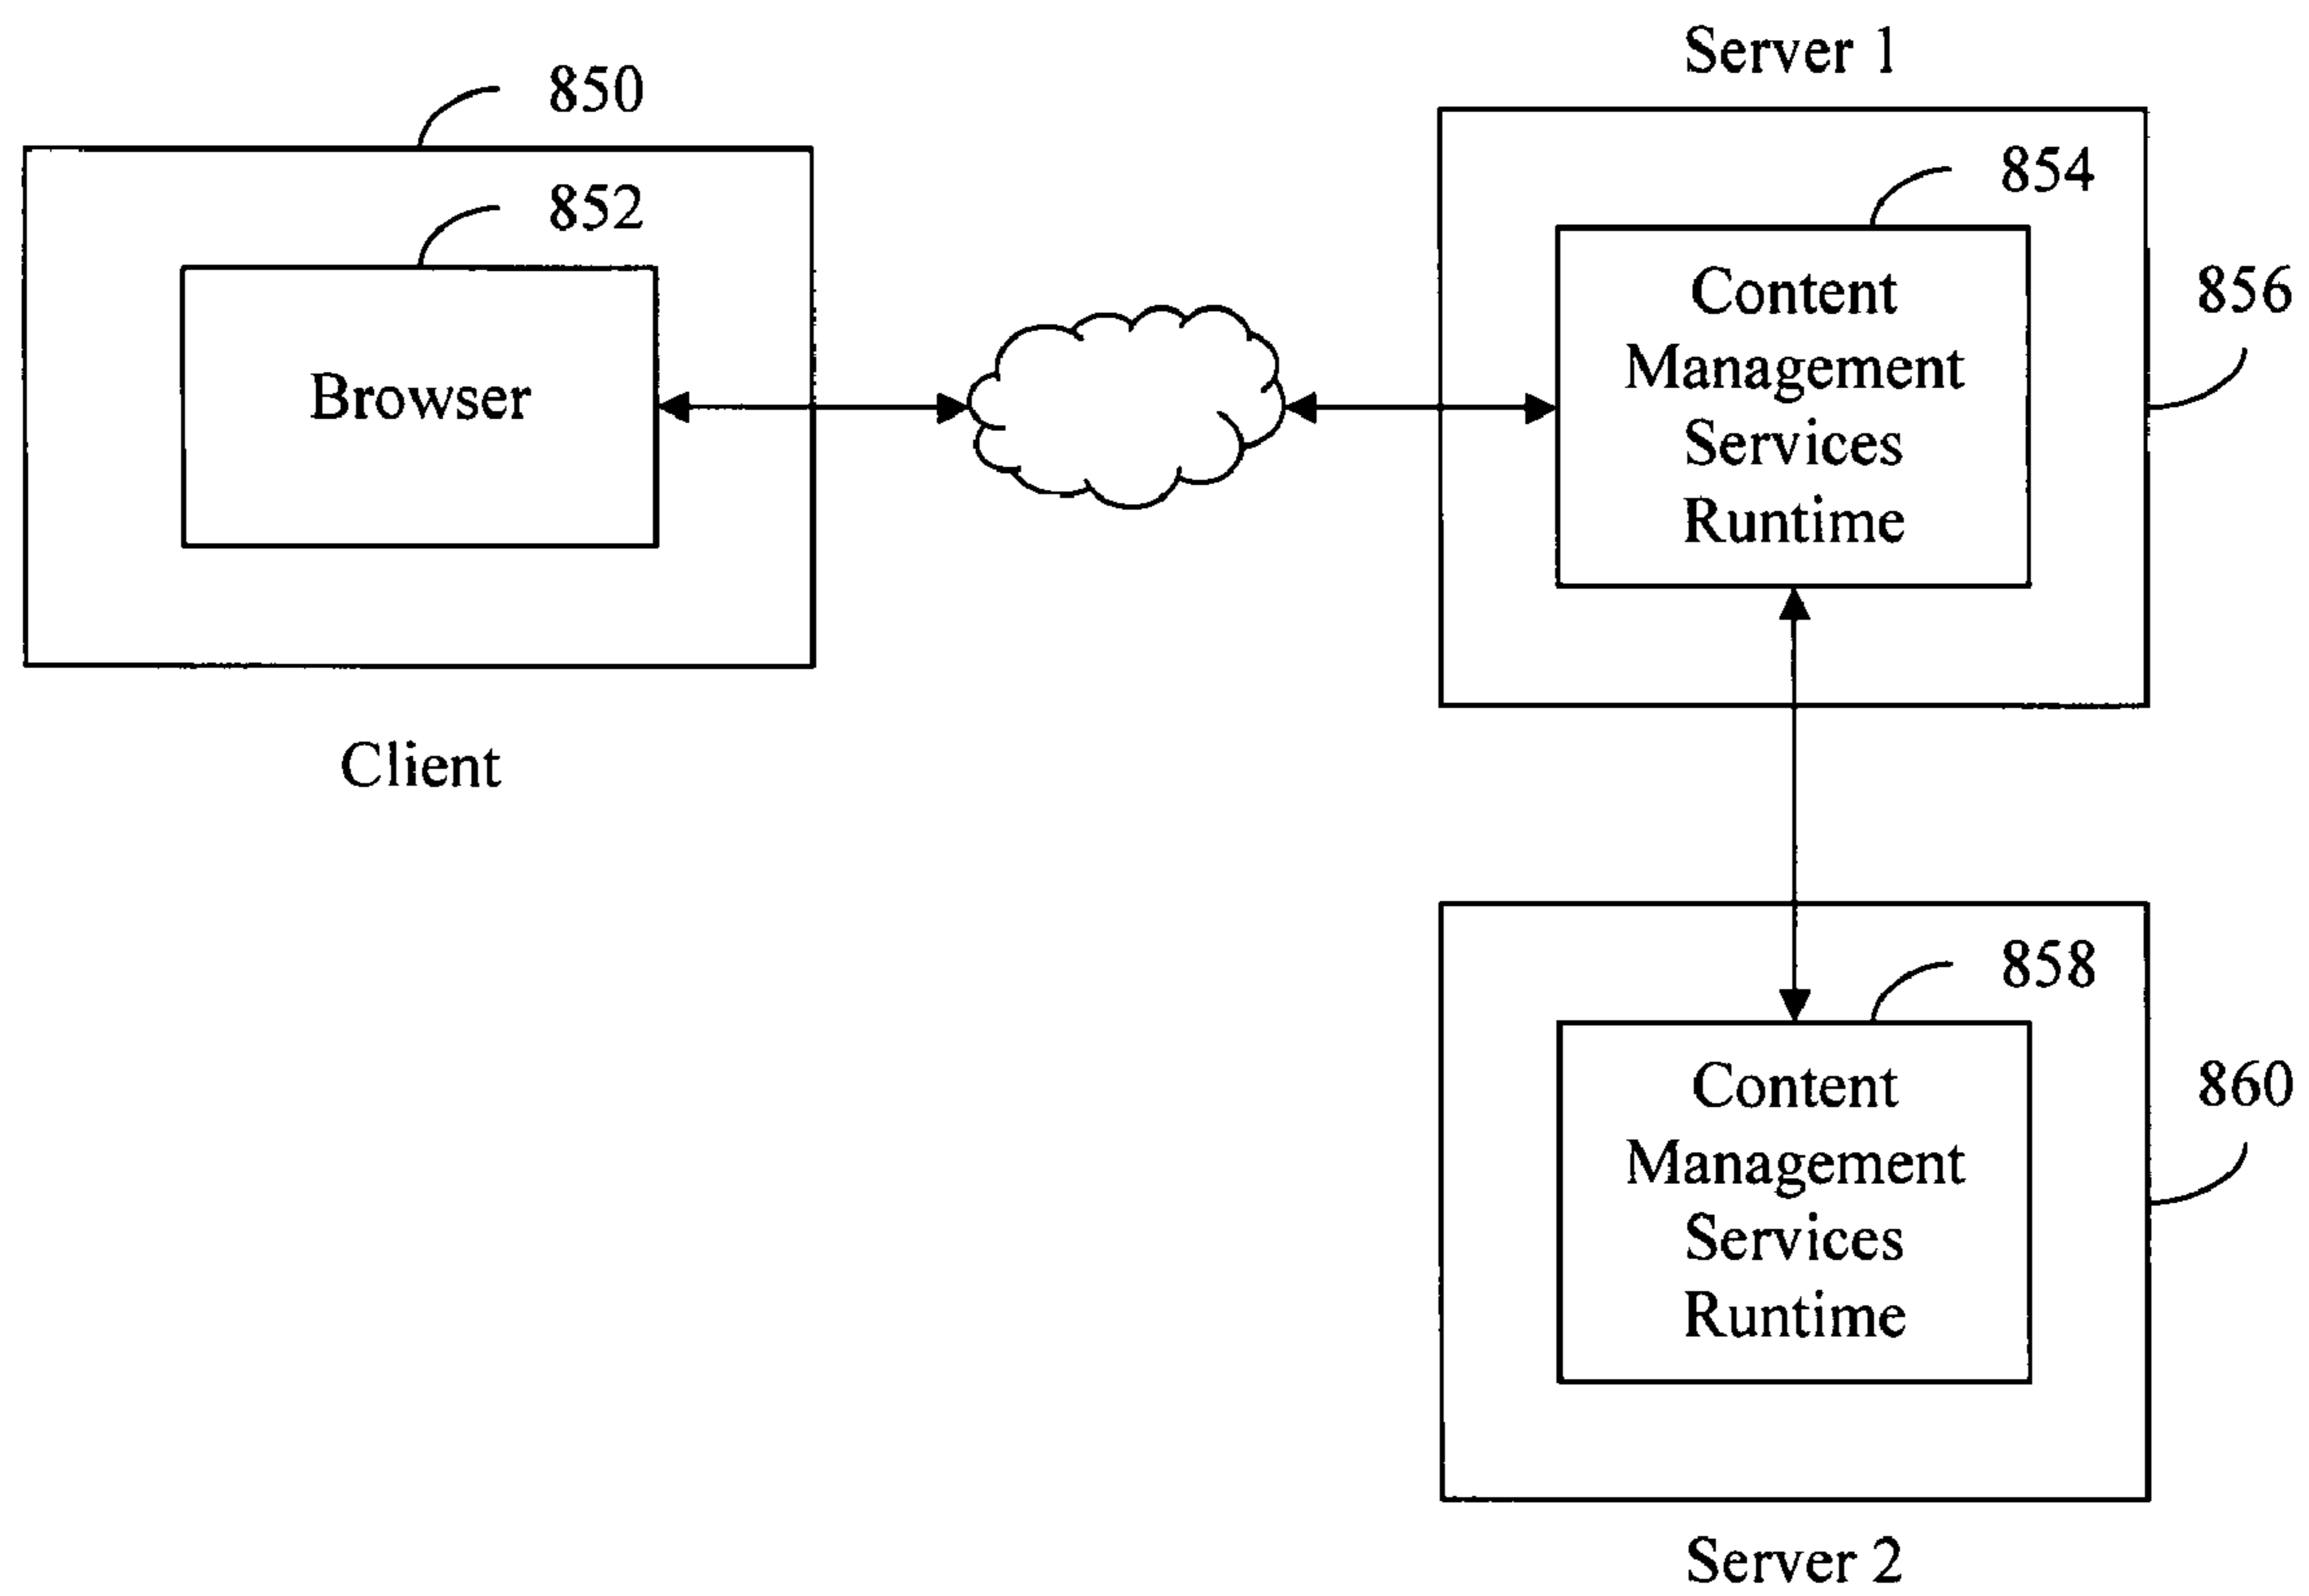 Server 1
850
854
852
Content
Management
Services
Runtime
856
Browser
Client
858
Content
Management
Services
Runtime
860
Server 2